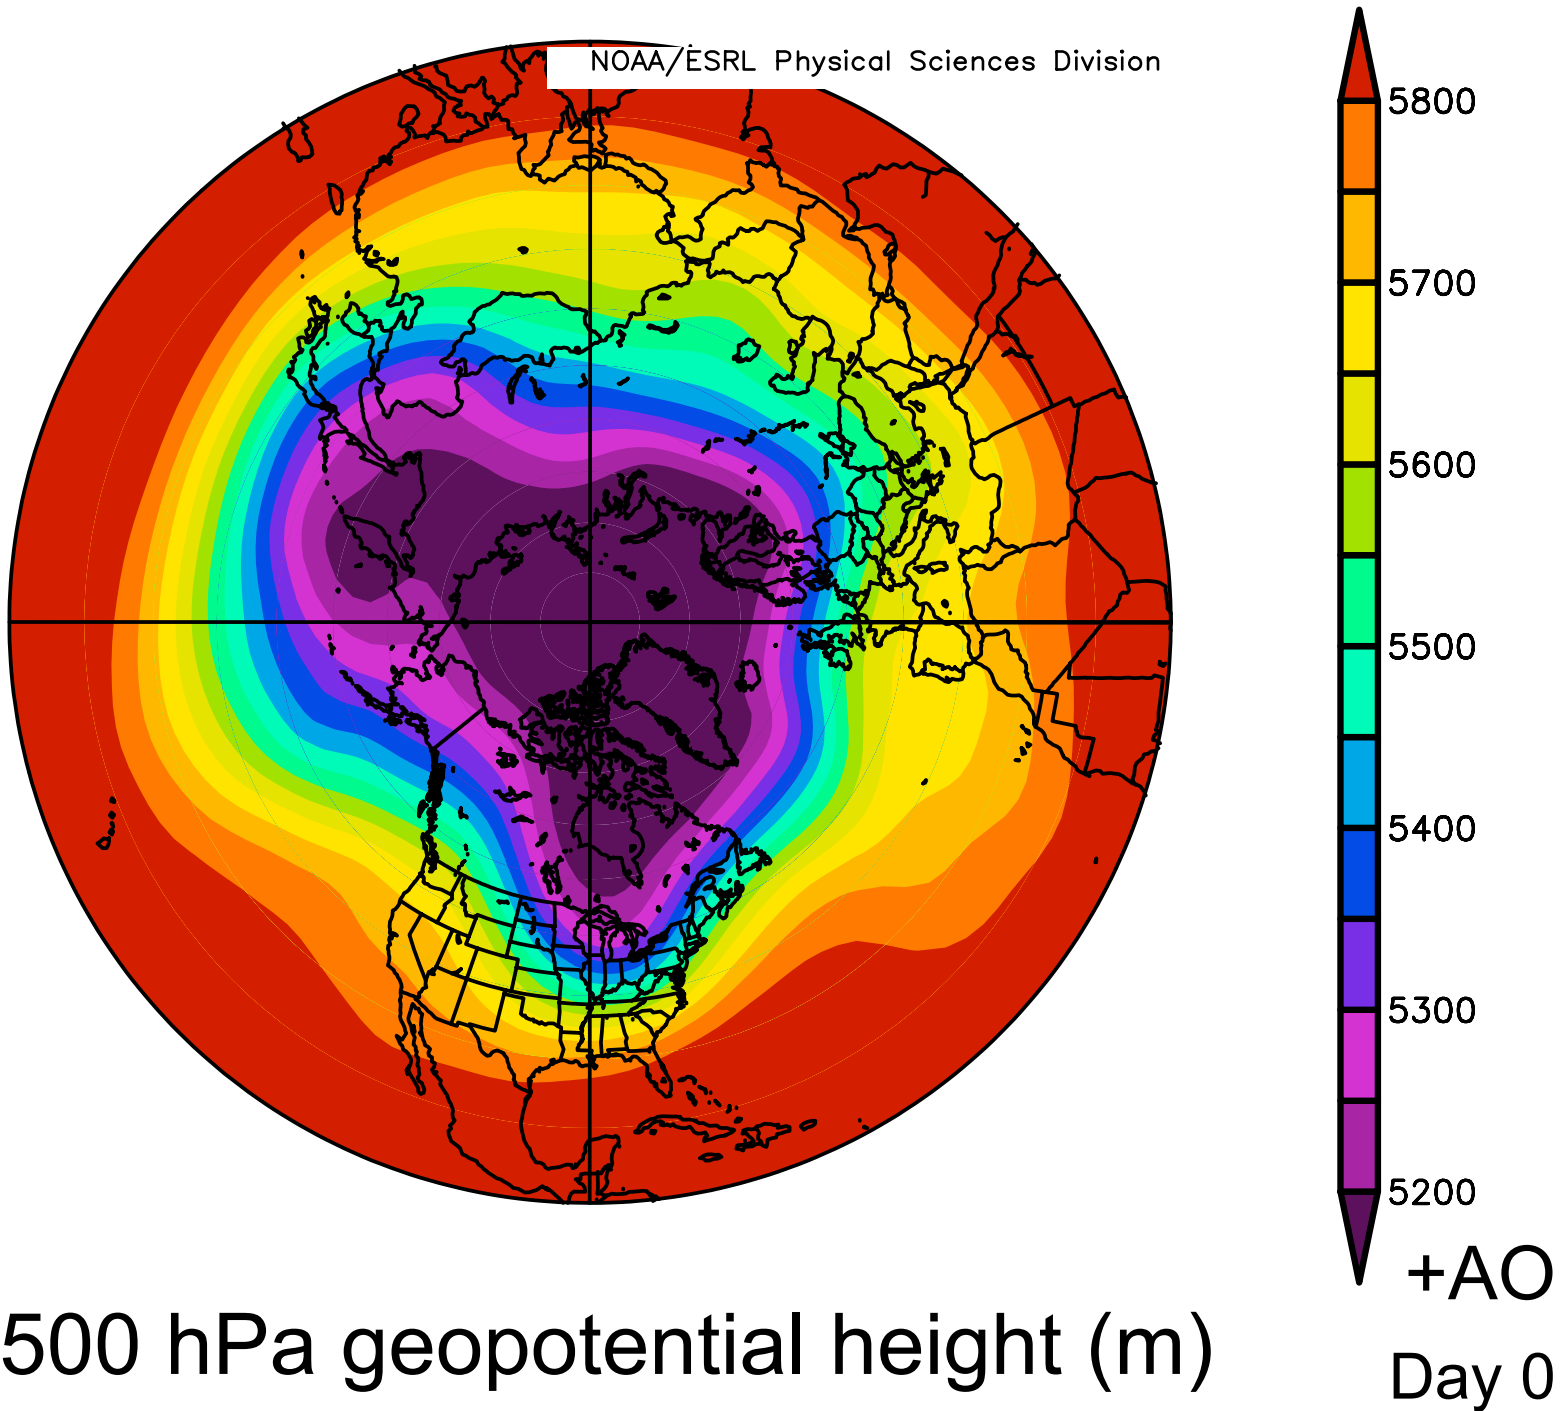 NOAA/ESRL Physical Sciences Division
5800
5700
5600
5500
5400
5300
5200
+AO
500 hPa geopotential height (m)
Day 0